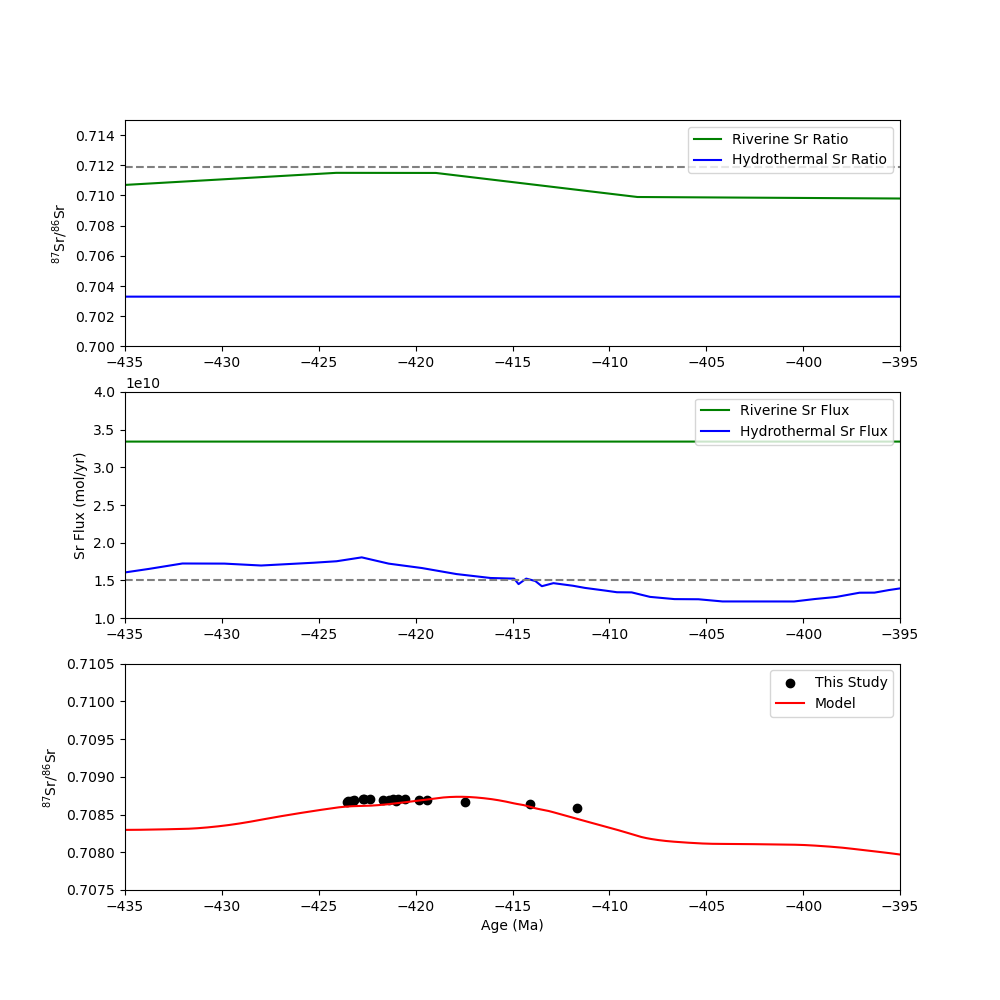 0.714
0.712
0.710
0.708
0.706
0.704
0.702
0.700
87Sr/86Sr
Riverine Sr Ratio
Hydrothermal Sr Ratio
−435 −430 −425 −420 −415 −410 −405 −400 −395
1e10
4.0
3.5
3.0
2.5
2.0
1.5
1.0
Sr Flux (mol/yr)
Riverine Sr Flux
Hydrothermal Sr Flux
−435 −430 −425 −420 −415 −410 −405 −400 −395
0.7105
0.7100
0.7095
0.7090
0.7085
0.7080
0.7075
87Sr/86Sr
This Study
Model
−435 −430 −425 −420 −415 −410 −405 −400 −395
Age (Ma)